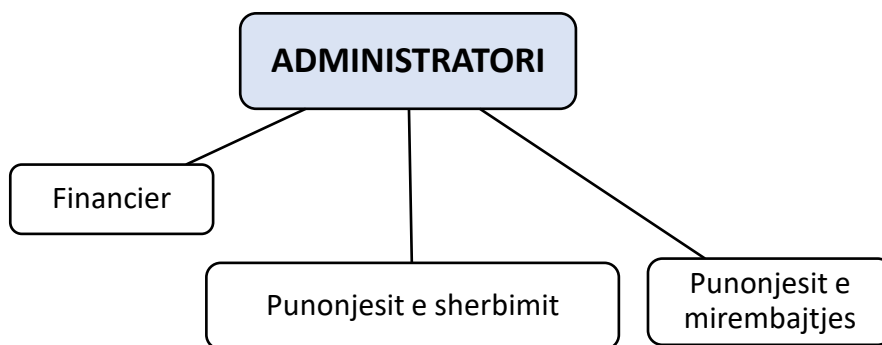 ADMINISTRATORI
Financier
Punonjesit e sherbimit
Punonjesit e
mirembajtjes